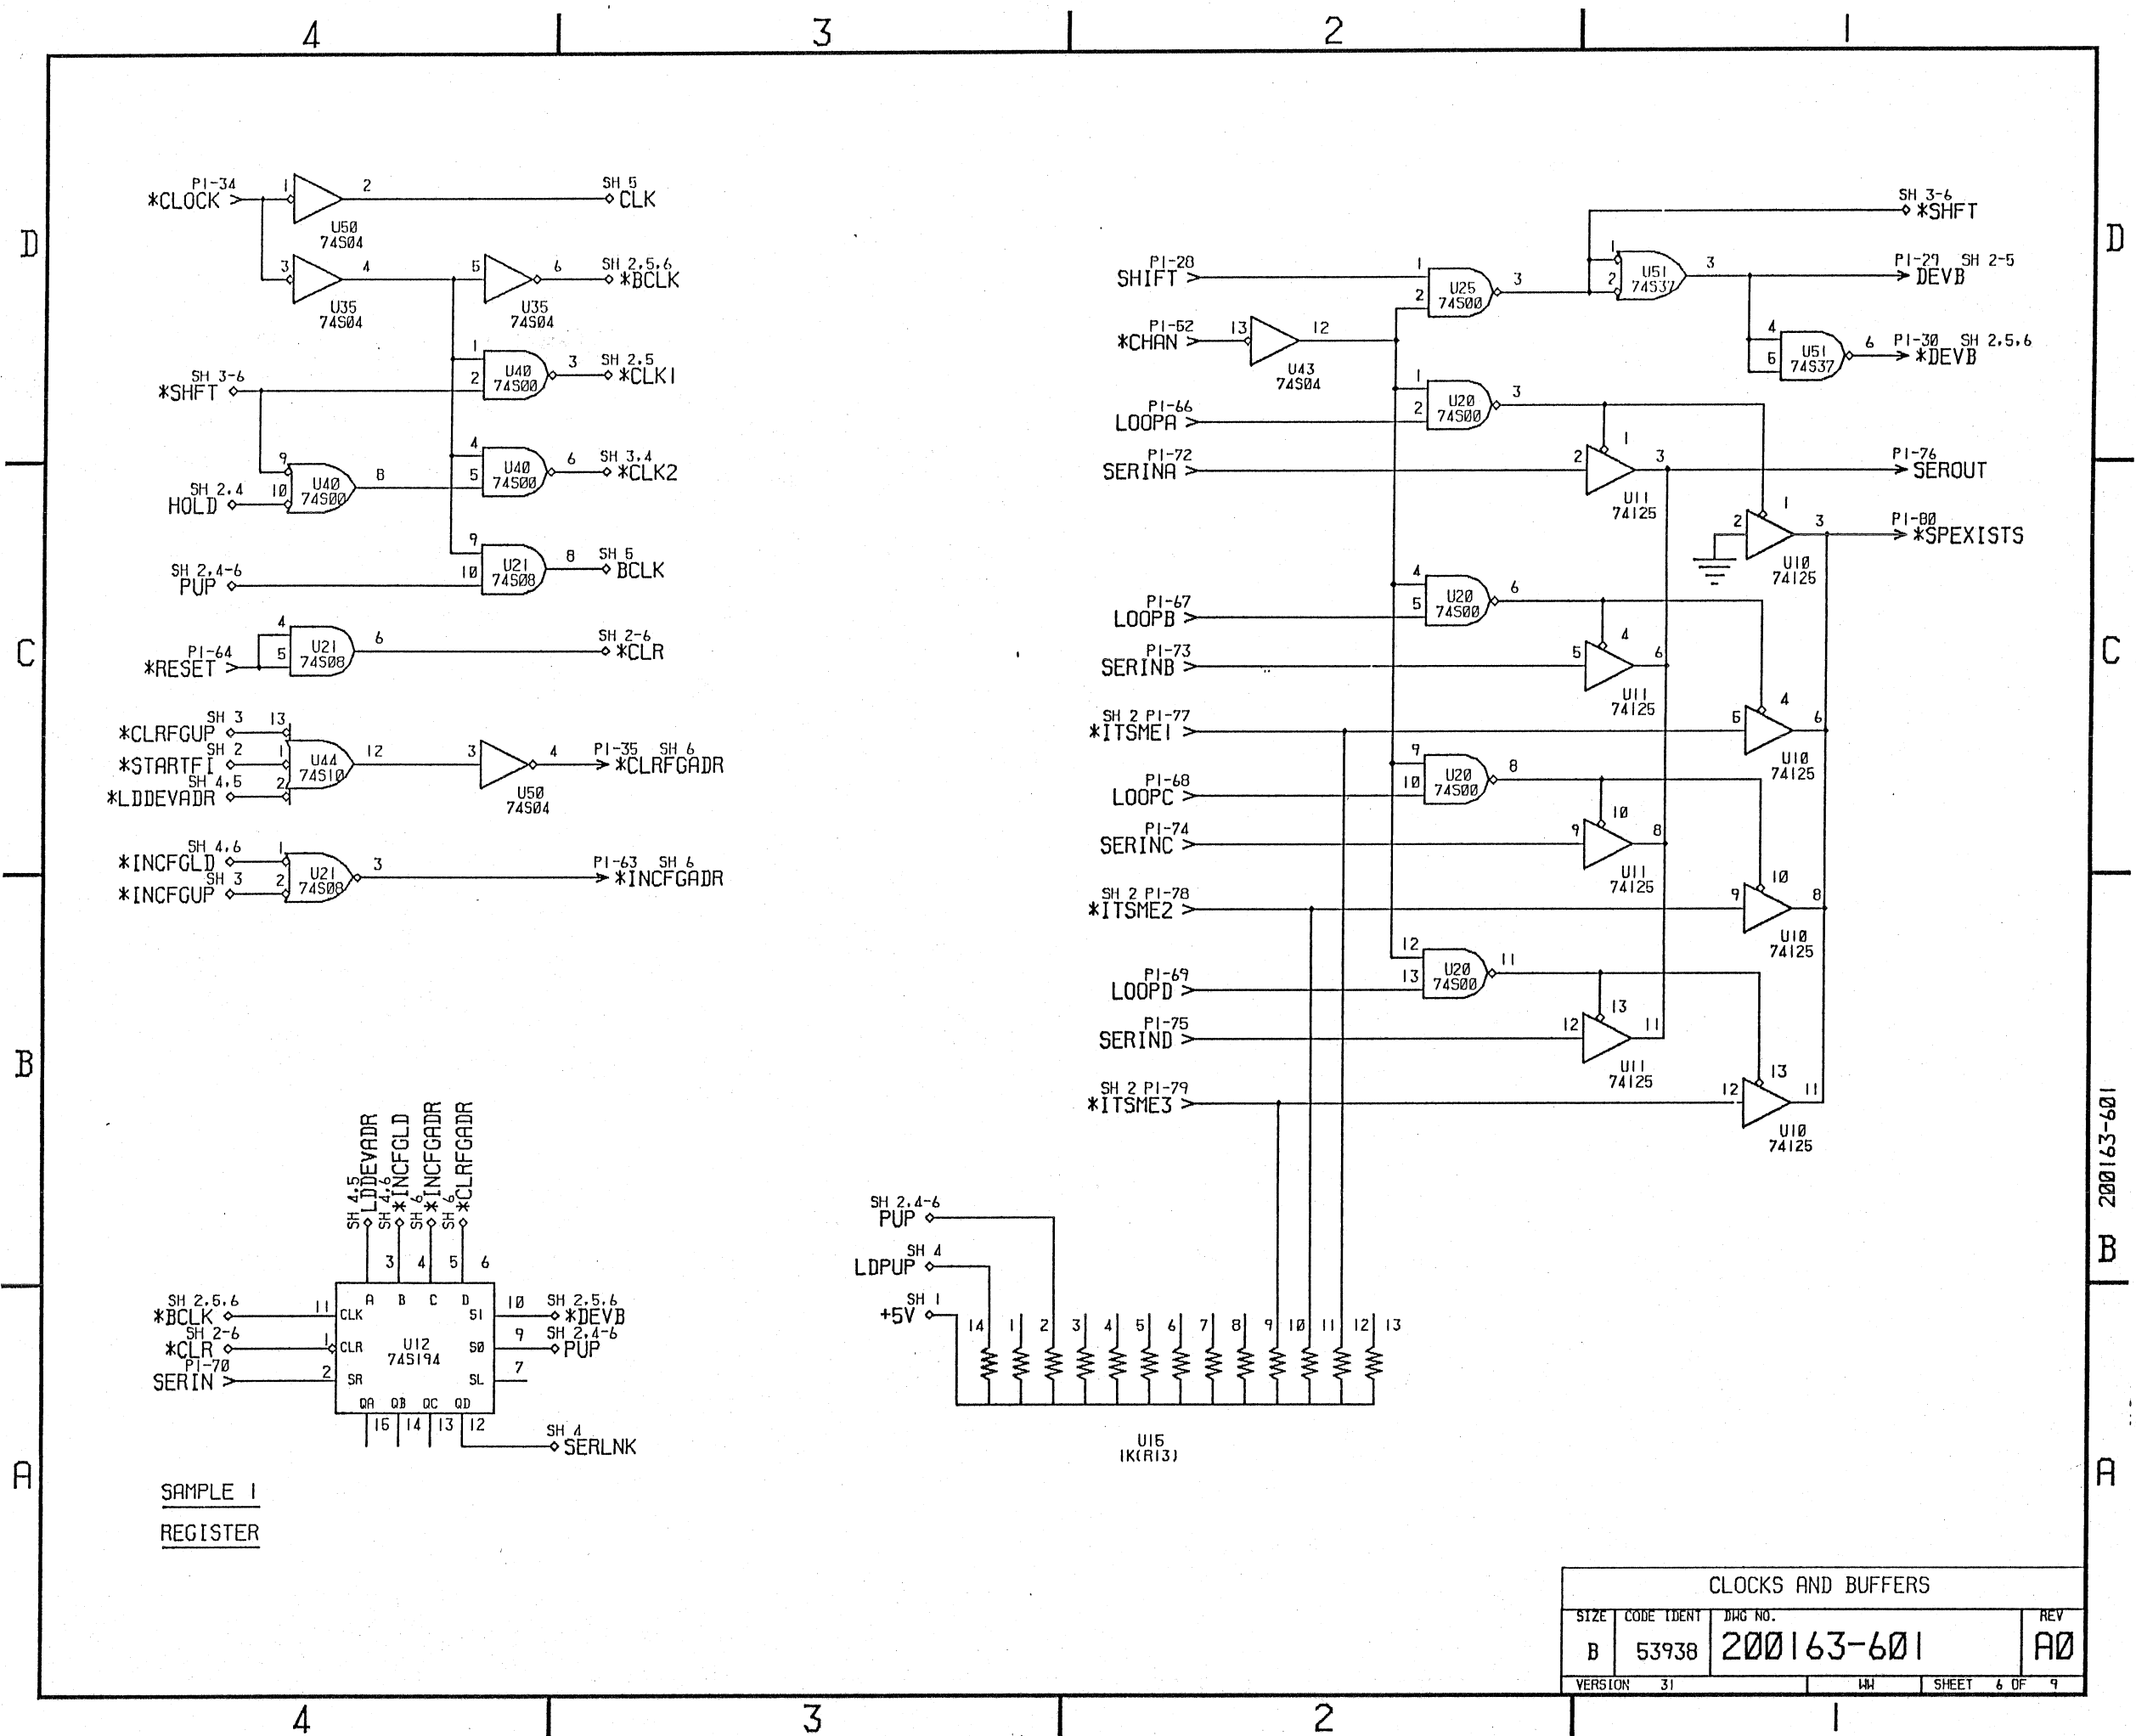 4 3 2 1
D
P1-34
*CLOCK
1 2
U50
74S04
SH 5
CLK
3 4
U35
74S04
5 6
U35
74S04
SH 2,5,6
*BCLK
SH 3-6
*SHFT
1
2
U40
74S00
3
SH 2,5
*CLK1
4
5
U40
74S00
6
SH 3,4
*CLK2
SH 2,4
HOLD
9
10
U40
74S00
8
SH 2,4-6
PUP
9
10
U21
74S08
8
SH 5
BCLK
C
P1-64
*RESET
4
5
U21
74S08
6
SH 2-6
*CLR
SH 3
*CLRFGUP
13
SH 2
*STARTFI
1
SH 4,5
*LDDEVADR
2
U44
74S10
12
3 4
U50
74S04
P1-35 SH 6
*CLRFGADR
SH 4,6
*INCFGLD
1
SH 3
*INCFGUP
2
U21
74S08
3
P1-63 SH 6
*INCFGADR
B
SH 4,5
LDDEVADR
SH 4,6
*INCFGLD
SH 6
*INCFGADR
SH 6
*CLRFGADR
3 4 5 6
A B C D
SH 2,5,6
*BCLK
11
CLK
SH 2-6
*CLR
1
CLR
P1-70
SERIN
2
SR
U12
74S194
S1
10
SH 2,5,6
*DEVB
S0
9
SH 2,4-6
PUP
SL
7
QA QB QC QD
15 14 13 12
SH 4
SERLNK
A
SAMPLE 1
REGISTER
SH 3-6
*SHFT
D
P1-28
SHIFT
1
2
U25
74S00
3
1
2
U51
74S37
3
P1-29 SH 2-5
DEVB
P1-52
*CHAN
13 12
U43
74S04
4
5
U51
74S37
6
P1-30 SH 2,5,6
*DEVB
P1-66
LOOPA
1
2
U20
74S00
3
P1-72
SERINA
2
1
3
U11
74125
P1-76
SEROUT
2
1
3
U10
74125
P1-80
*SPEXISTS
P1-67
LOOPB
4
5
U20
74S00
6
P1-73
SERINB
5
4
6
U11
74125
C
SH 2 P1-77
*ITSME1
5
4
6
U10
74125
P1-68
LOOPC
9
10
U20
74S00
8
P1-74
SERINC
9
10
8
U11
74125
SH 2 P1-78
*ITSME2
9
10
8
U10
74125
P1-69
LOOPD
12
13
U20
74S00
11
P1-75
SERIND
12
13
11
U11
74125
SH 2 P1-79
*ITSME3
12
13
11
U10
74125
SH 2,4-6
PUP
SH 4
LDPUP
SH 1
+5V
14 1 2 3 4 5 6 7 8 9 10 11 12 13
U15
1K(R13)
B 200163-601
A
CLOCKS AND BUFFERS
SIZE CODE IDENT DWG NO. REV
B 53938 200163-601 A0
VERSION 31 WW SHEET 6 OF 9
4 3 2 1